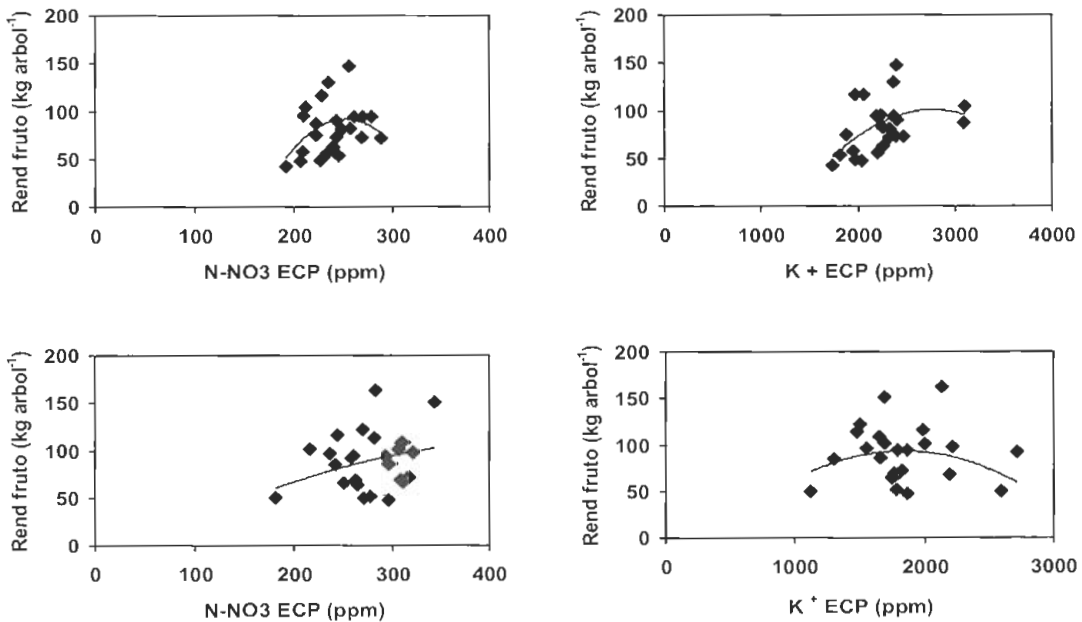 Rend fruto (kg arbol⁻¹)
200
150
100
50
0
0 100 200 300 400
N-NO3 ECP (ppm)
Rend fruto (kg arbol⁻¹)
200
150
100
50
0
0 1000 2000 3000 4000
K + ECP (ppm)
Rend fruto (kg arbol⁻¹)
200
150
100
50
0
0 100 200 300 400
N-NO3 ECP (ppm)
Rend fruto (kg arbol⁻¹)
200
150
100
50
0
0 1000 2000 3000
K⁺ ECP (ppm)